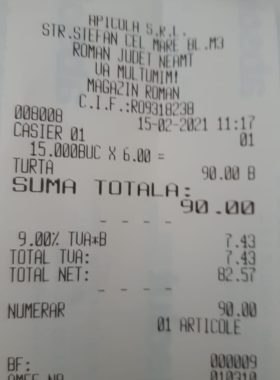 APICULA S.R.L.
STR.STEFAN CEL MARE BL.M3
ROMAN JUDET NEAMT
VA MULTUMIM!
MAGAZIN ROMAN
C.I.F.:RO9318238
008008 15-02-2021 11:17
CASIER 01 01
15.000BUC X 6.00 =
TURTA 90.00 B
SUMA TOTALA:
90.00
- - - -
9.00% TVA*B 7.43
TOTAL TVA: 7.43
TOTAL NET: 82.57
NUMERAR 90.00
01 ARTICOLE
- - - -
BF: 000009